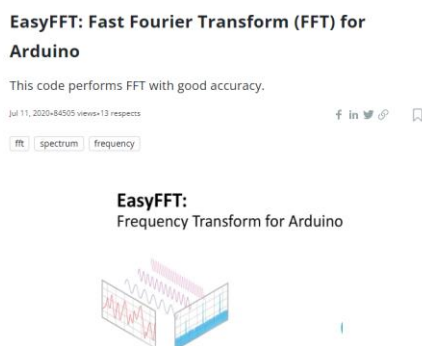 EasyFFT: Fast Fourier Transform (FFT) for
Arduino
This code performs FFT with good accuracy.
Jul 11, 2020•84505 views•13 respects
fft spectrum frequency
EasyFFT:
Frequency Transform for Arduino